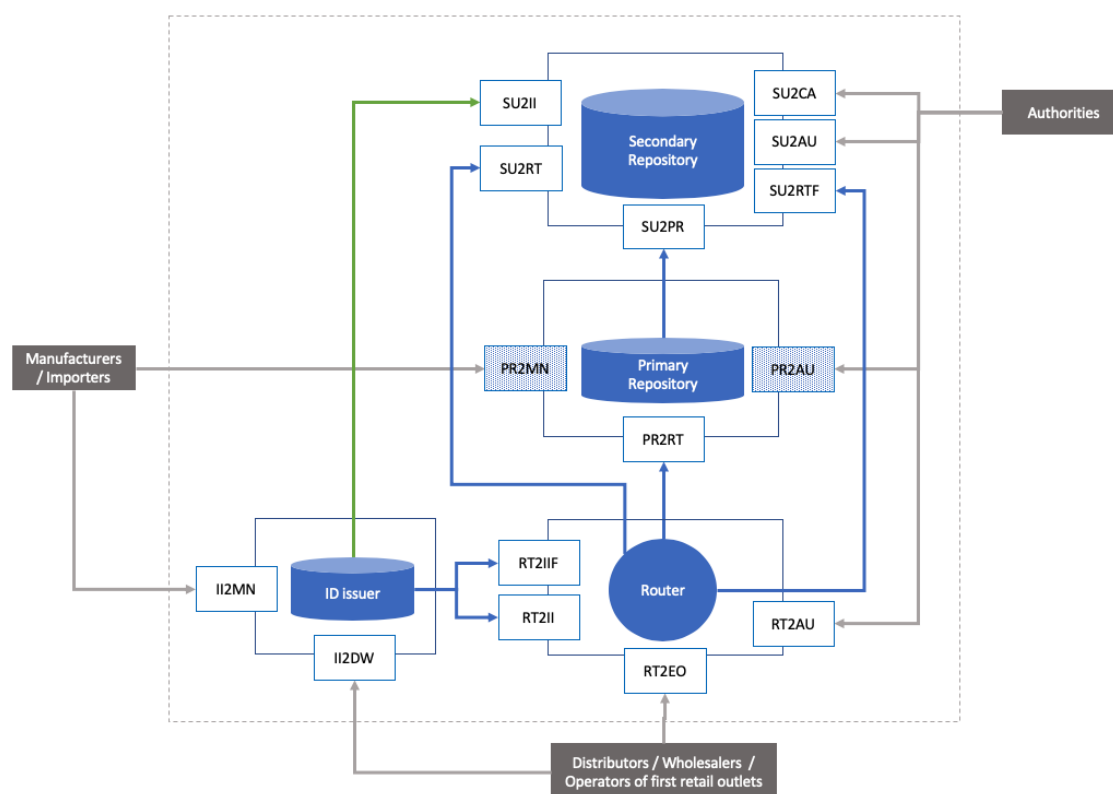 SU2II
SU2CA
Authorities
Secondary
Repository
SU2AU
SU2RT
SU2RTF
SU2PR
Manufacturers
/ Importers
PR2MN
Primary
Repository
PR2AU
PR2RT
II2MN
ID issuer
RT2IIF
RT2II
Router
RT2AU
II2DW
RT2EO
Distributors / Wholesalers /
Operators of first retail outlets